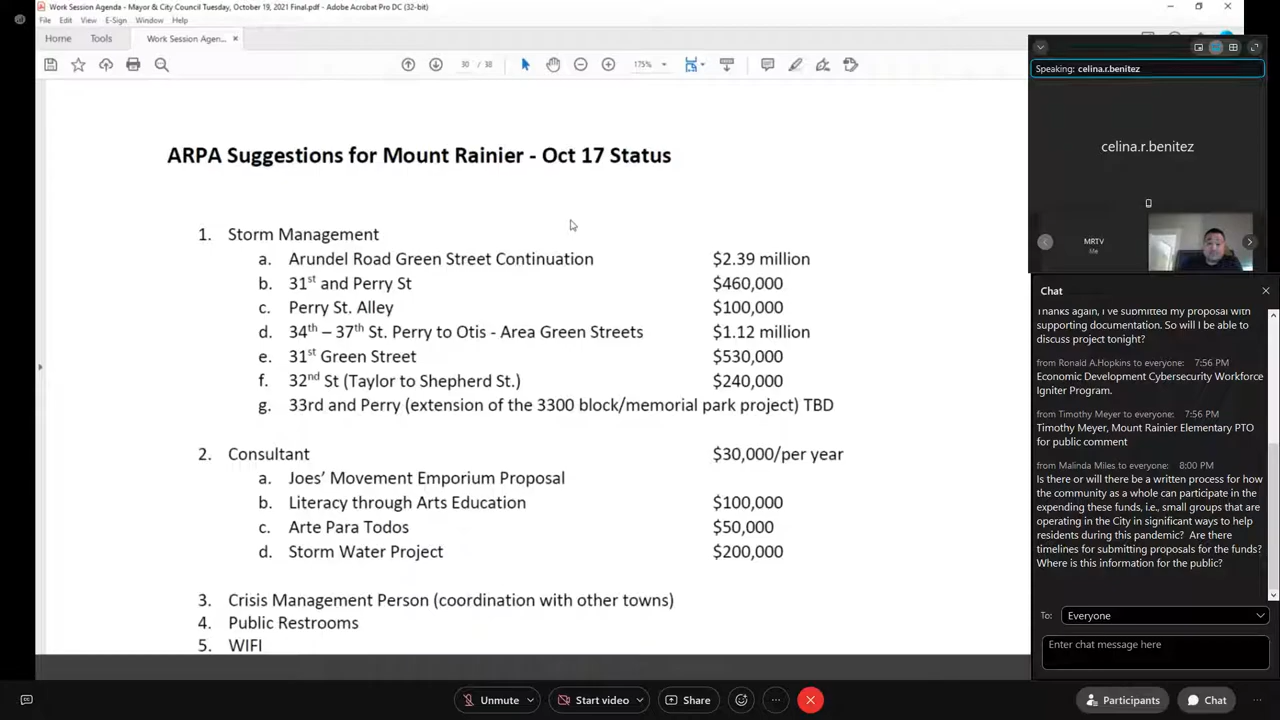 Work Session Agenda - Mayor & City Council Tuesday, October 19, 2021 Final.pdf - Adobe Acrobat Pro DC (32-bit)
File Edit View E-Sign Window Help
Home Tools Work Session Agen... ×
30 / 38 175%
ARPA Suggestions for Mount Rainier - Oct 17 Status
1. Storm Management
a. Arundel Road Green Street Continuation $2.39 million
b. 31st and Perry St $460,000
c. Perry St. Alley $100,000
d. 34th – 37th St. Perry to Otis - Area Green Streets $1.12 million
e. 31st Green Street $530,000
f. 32nd St (Taylor to Shepherd St.) $240,000
g. 33rd and Perry (extension of the 3300 block/memorial park project) TBD
2. Consultant $30,000/per year
a. Joes’ Movement Emporium Proposal
b. Literacy through Arts Education $100,000
c. Arte Para Todos $50,000
d. Storm Water Project $200,000
3. Crisis Management Person (coordination with other towns)
4. Public Restrooms
5. WIFI
Speaking: celina.r.benitez
celina.r.benitez
MRTV
Me
Chat
Thanks again, I've submitted my proposal with
supporting documentation. So will I be able to
discuss project tonight?
from Ronald A.Hopkins to everyone: 7:56 PM
Economic Development Cybersecurity Workforce
Igniter Program.
from Timothy Meyer to everyone: 7:56 PM
Timothy Meyer, Mount Rainier Elementary PTO
for public comment
from Malinda Miles to everyone: 8:00 PM
Is there or will there be a written process for how
the community as a whole can participate in the
expending these funds, i.e., small groups that are
operating in the City in significant ways to help
residents during this pandemic? Are there
timelines for submitting proposals for the funds?
Where is this information for the public?
To: Everyone
Enter chat message here
Unmute Start video Share Participants Chat